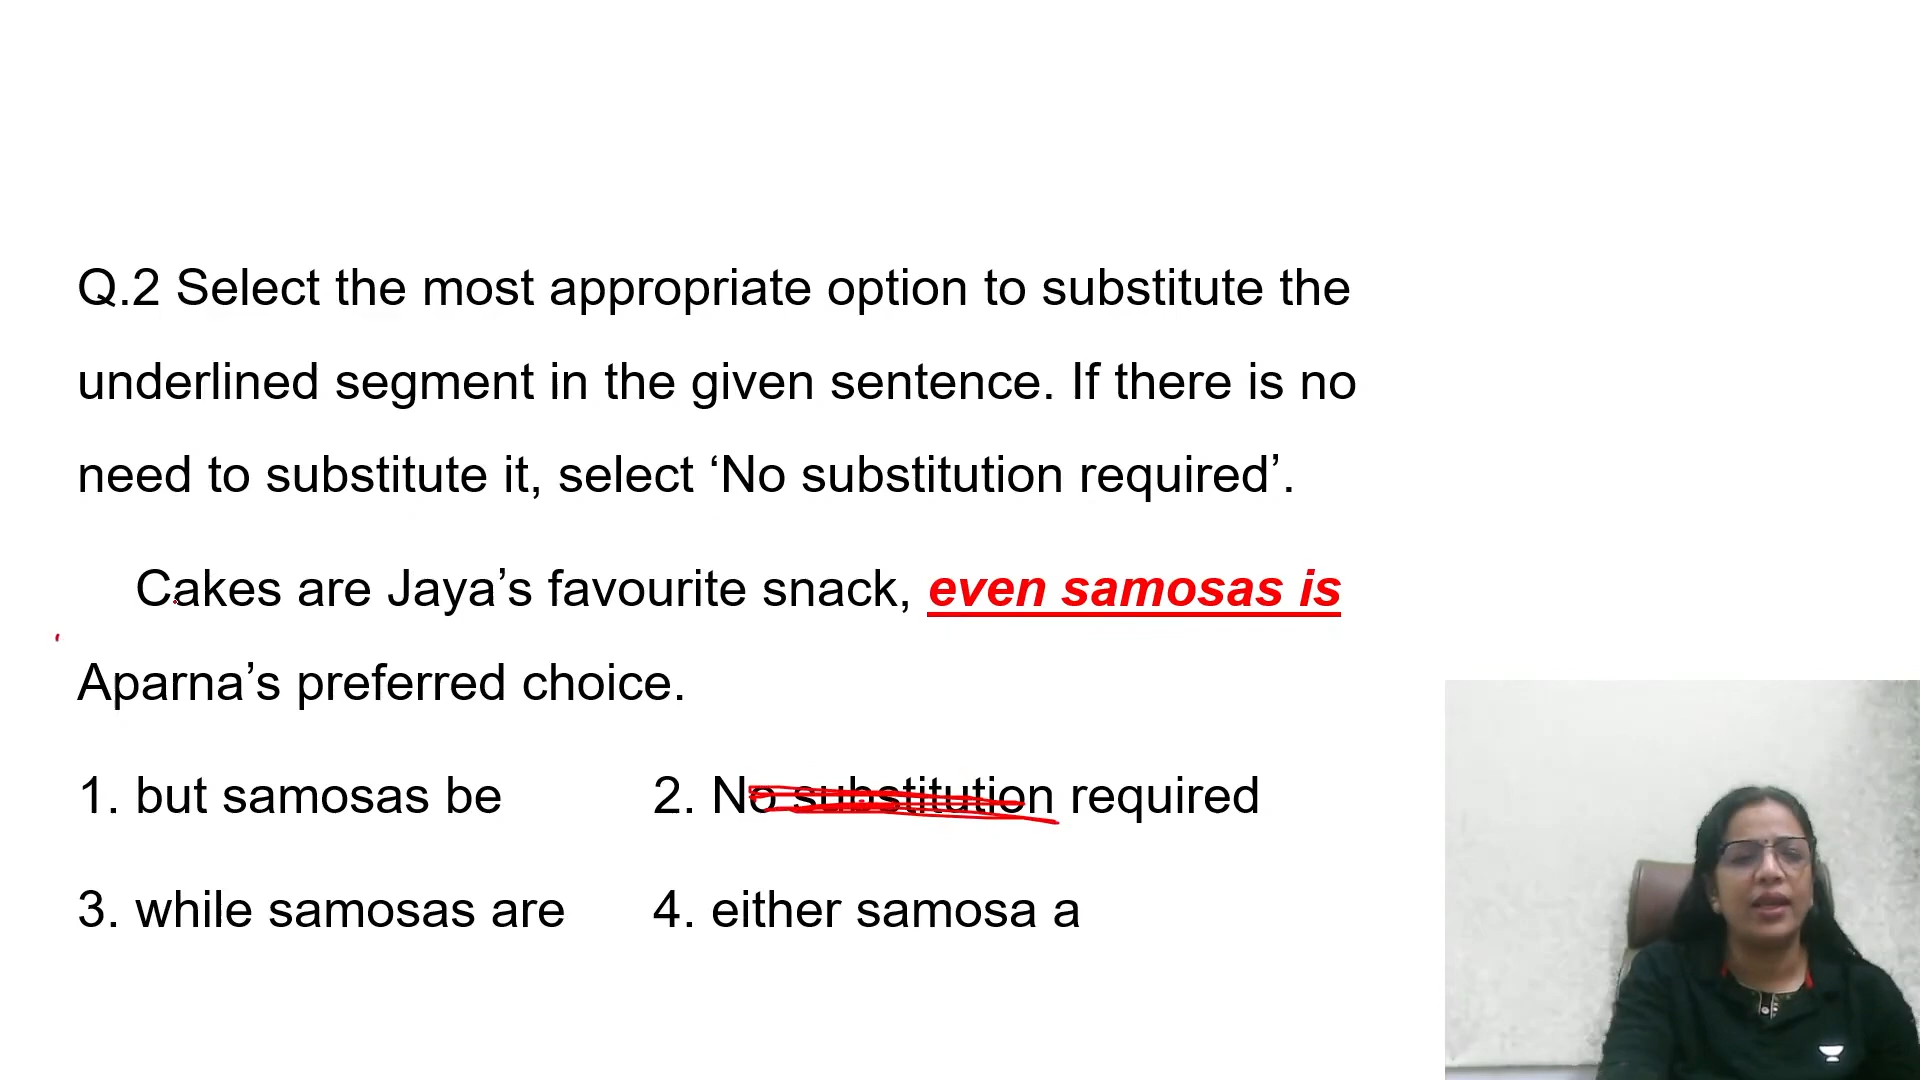 Q.2 Select the most appropriate option to substitute the
underlined segment in the given sentence. If there is no
need to substitute it, select ‘No substitution required’.
Cakes are Jaya’s favourite snack, even samosas is
Aparna’s preferred choice.
1. but samosas be 2. No substitution required
3. while samosas are 4. either samosa a